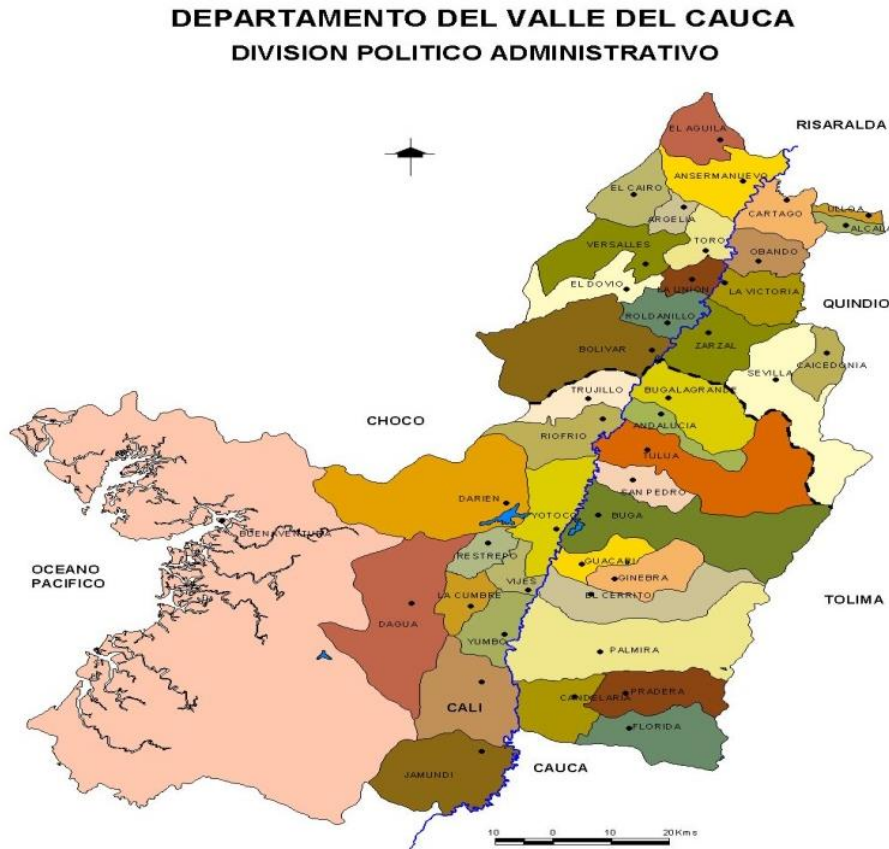 DEPARTAMENTO DEL VALLE DEL CAUCA
DIVISION POLITICO ADMINISTRATIVO
EL AGUILA
RISARALDA
ANSERMANUEVO
EL CAIRO
CARTAGO
ULLOA
ARGELIA
ALCALA
VERSALLES
TORO
OBANDO
EL DOVIO
LA UNION
LA VICTORIA
QUINDIO
ROLDANILLO
BOLIVAR
ZARZAL
CAICEDONIA
SEVILLA
TRUJILLO
BUGALAGRANDE
CHOCO
ANDALUCIA
RIOFRIO
TULUA
SAN PEDRO
DARIEN
YOTOCO
BUGA
BUENAVENTURA
RESTREPO
OCEANO
PACIFICO
GUACARI
GINEBRA
VIJES
LA CUMBRE
EL CERRITO
TOLIMA
DAGUA
YUMBO
PALMIRA
CANDELARIA
PRADERA
CALI
FLORIDA
CAUCA
JAMUNDI
10 0 10 20 Kms